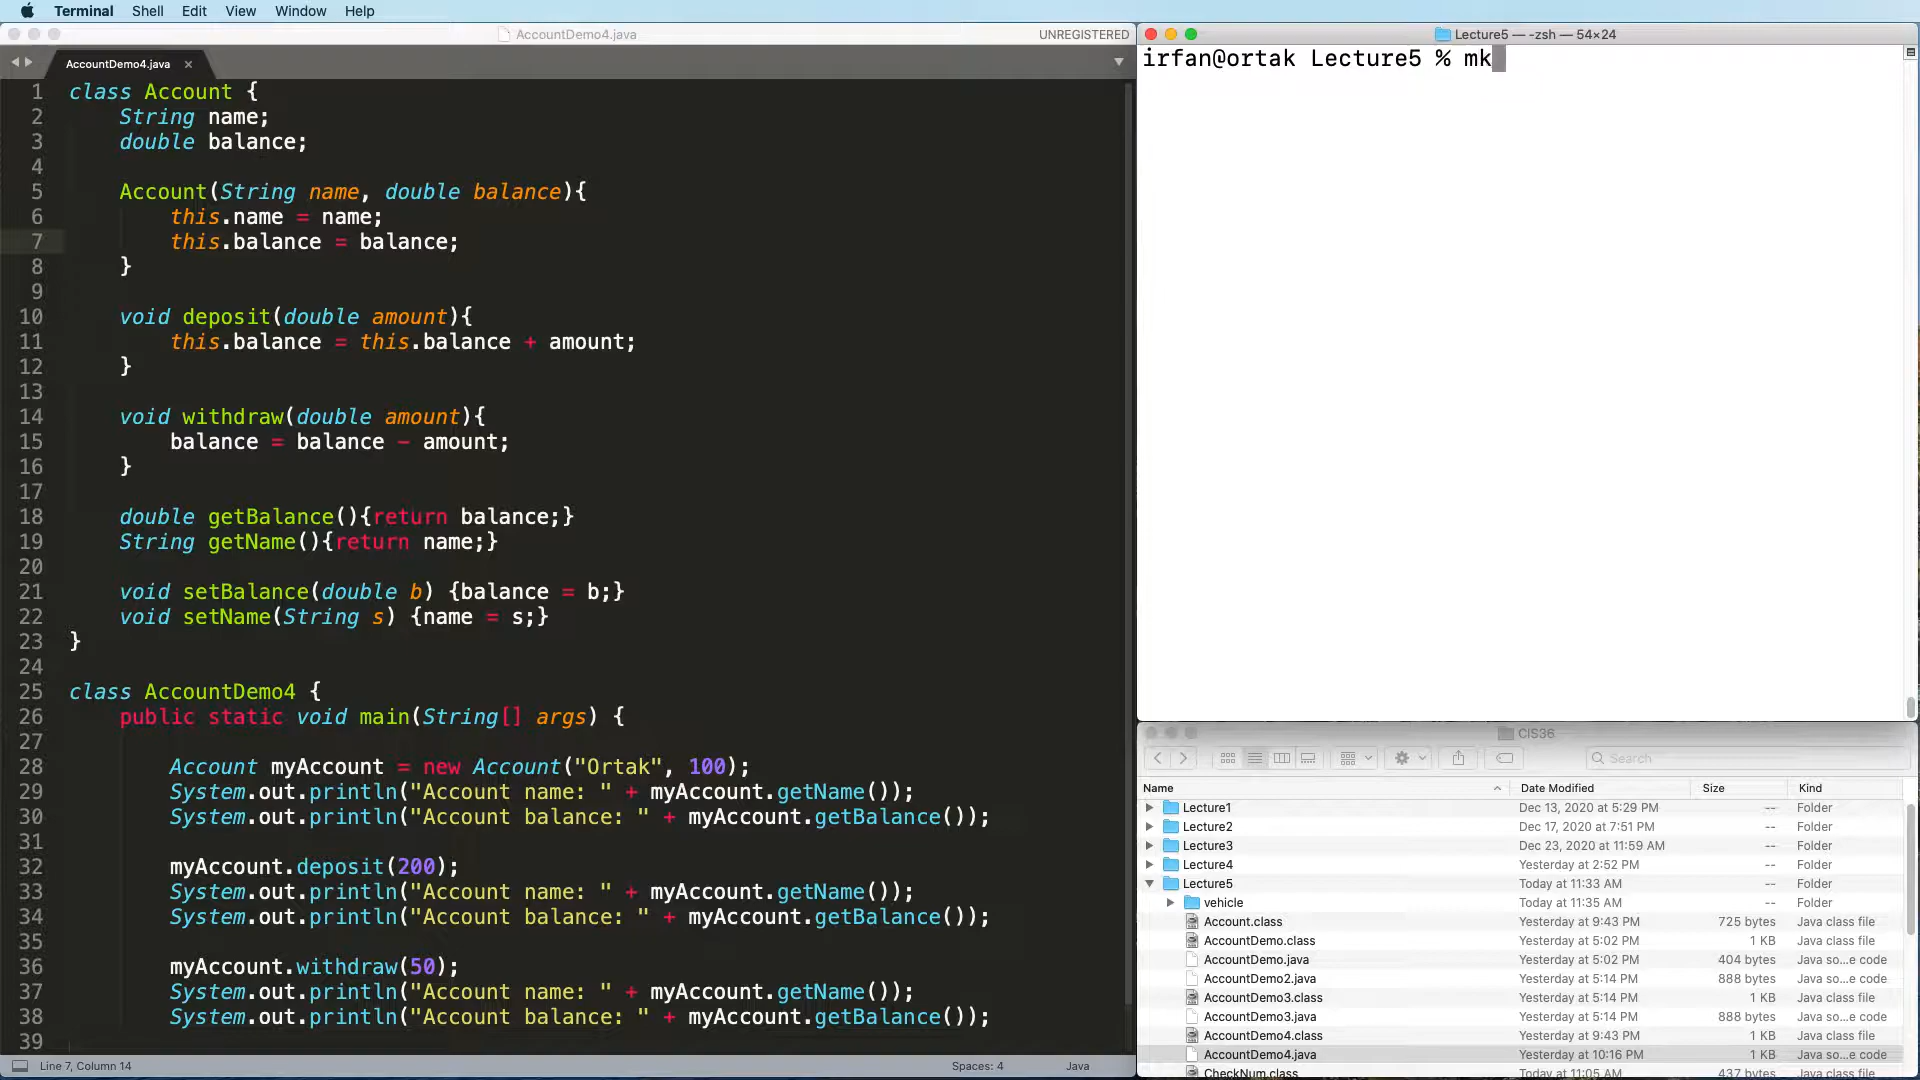 Terminal Shell Edit View Window Help
AccountDemo4.java
UNREGISTERED
AccountDemo4.java
1 class Account {
2 String name;
3 double balance;
4
5 Account(String name, double balance){
6 this.name = name;
7 this.balance = balance;
8 }
9
10 void deposit(double amount){
11 this.balance = this.balance + amount;
12 }
13
14 void withdraw(double amount){
15 balance = balance - amount;
16 }
17
18 double getBalance(){return balance;}
19 String getName(){return name;}
20
21 void setBalance(double b) {balance = b;}
22 void setName(String s) {name = s;}
23 }
24
25 class AccountDemo4 {
26 public static void main(String[] args) {
27
28 Account myAccount = new Account("Ortak", 100);
29 System.out.println("Account name: " + myAccount.getName());
30 System.out.println("Account balance: " + myAccount.getBalance());
31
32 myAccount.deposit(200);
33 System.out.println("Account name: " + myAccount.getName());
34 System.out.println("Account balance: " + myAccount.getBalance());
35
36 myAccount.withdraw(50);
37 System.out.println("Account name: " + myAccount.getName());
38 System.out.println("Account balance: " + myAccount.getBalance());
39
Line 7, Column 14 Spaces: 4 Java
Lecture5 — -zsh — 54×24
irfan@ortak Lecture5 % mk
CIS36
Search
Name Date Modified Size Kind
Lecture1 Dec 13, 2020 at 5:29 PM -- Folder
Lecture2 Dec 17, 2020 at 7:51 PM -- Folder
Lecture3 Dec 23, 2020 at 11:59 AM -- Folder
Lecture4 Yesterday at 2:52 PM -- Folder
Lecture5 Today at 11:33 AM -- Folder
vehicle Today at 11:35 AM -- Folder
Account.class Yesterday at 9:43 PM 725 bytes Java class file
AccountDemo.class Yesterday at 5:02 PM 1 KB Java class file
AccountDemo.java Yesterday at 5:02 PM 404 bytes Java so...e code
AccountDemo2.java Yesterday at 5:14 PM 888 bytes Java so...e code
AccountDemo3.class Yesterday at 5:14 PM 1 KB Java class file
AccountDemo3.java Yesterday at 5:14 PM 888 bytes Java so...e code
AccountDemo4.class Yesterday at 9:43 PM 1 KB Java class file
AccountDemo4.java Yesterday at 10:16 PM 1 KB Java so...e code
CheckNum.class Yesterday at 11:05 AM 437 bytes Java class file